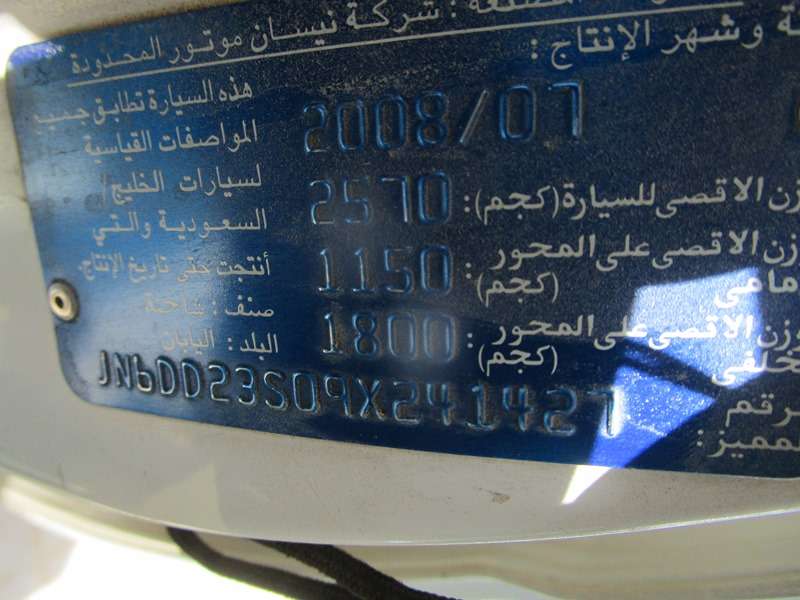 : شركة نيسان موتور المحدودة
وشهر الإنتاج :
2008/07
هذه السيارة تطابق جميع
المواصفات القياسية
لسيارات الخليج/
السعودية والتي
أنتجت حتى تاريخ الإنتاج.
صنف : شاحنة
البلد : اليابان
الاقصى للسيارة (كجم): 2570
الاقصى على المحور : 1150
(كجم)
الاقصى على المحور : 1800
(كجم)
JN6DD23S09X241427